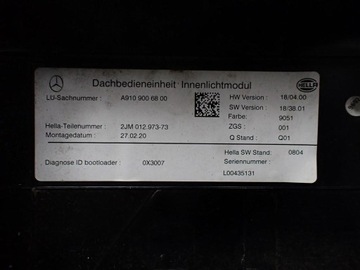 Dachbedieneinheit: Innenlichtmodul
HELLA
LU-Sachnummer : A910 900 68 00
HW Version : 18/04.00
SW Version : 18:38.01
Farbe: 9051
ZGS: 001
Hella-Teilenummer : 2JM 012.973-73
Montagedatum : 27.02.20
Q Stand : Q01
Hella SW Stand: 0804
Diagnose ID bootloader : 0X3007
Seriennummer:
L00435131